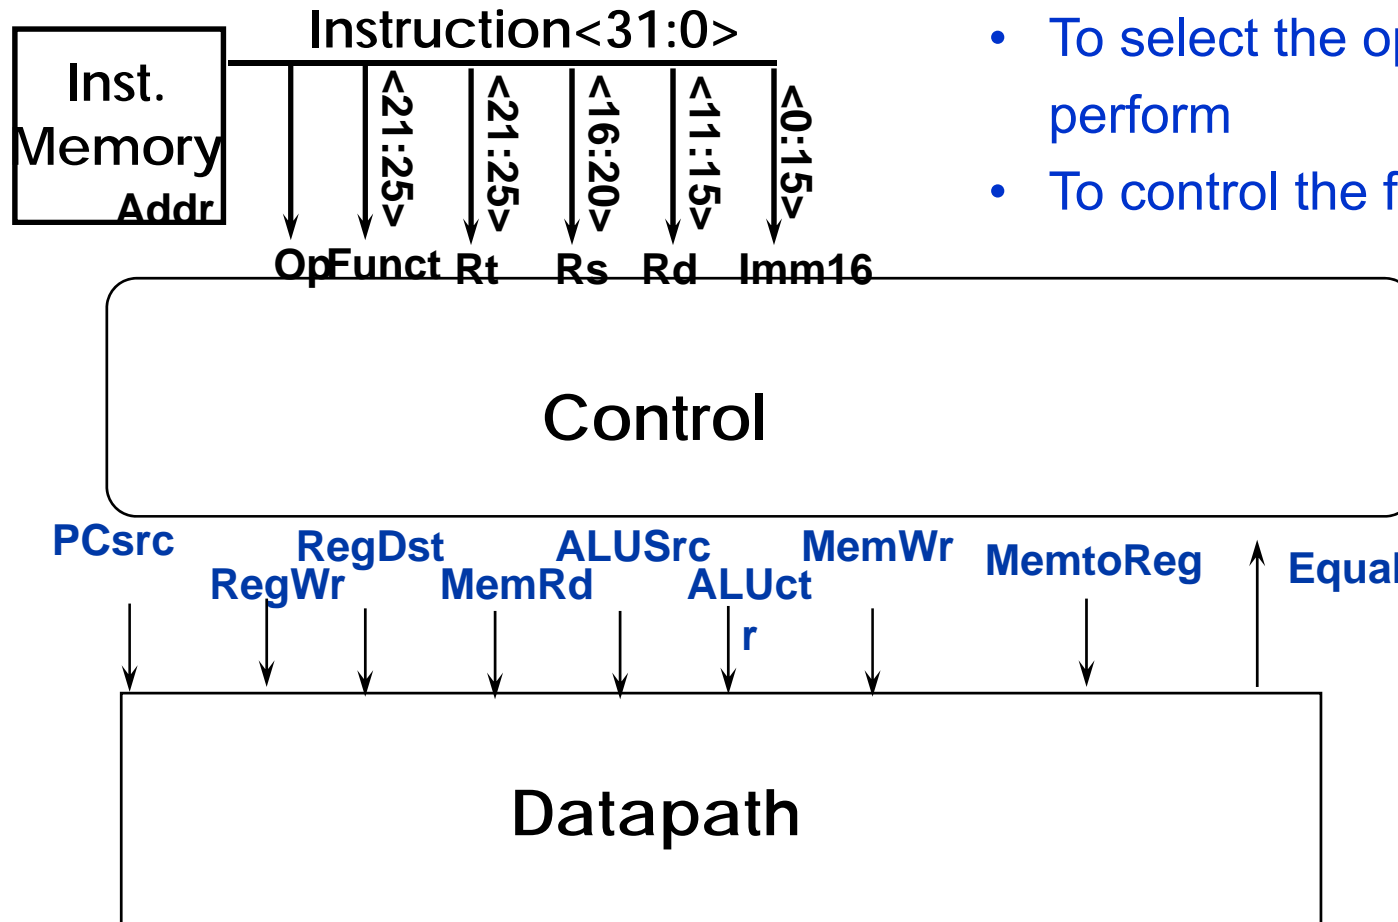 Instruction<31:0>
Inst.
Memory
Addr
<21:25>
<21:25>
<16:20>
<11:15>
<0:15>
Op
Funct
Rt
Rs
Rd
Imm16
• To select the
perform
• To control the
Control
PCsrc
RegWr
RegDst
MemRd
ALUSrc
ALUct
r
MemWr
MemtoReg
Equal
Datapath